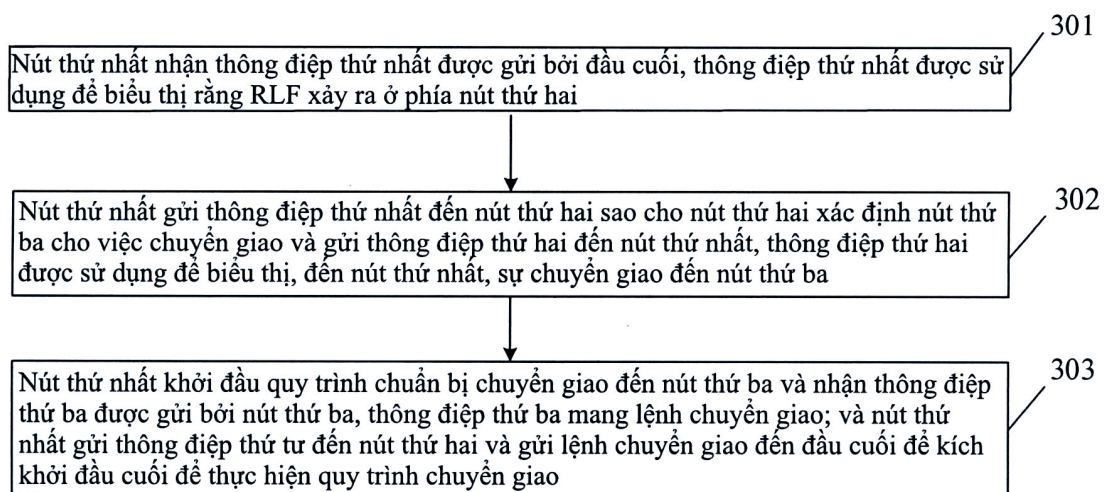 301
Nút thứ nhất nhận thông điệp thứ nhất được gửi bởi đầu cuối, thông điệp thứ nhất được sử
dụng để biểu thị rằng RLF xảy ra ở phía nút thứ hai
302
Nút thứ nhất gửi thông điệp thứ nhất đến nút thứ hai sao cho nút thứ hai xác định nút thứ
ba cho việc chuyển giao và gửi thông điệp thứ hai đến nút thứ nhất, thông điệp thứ hai
được sử dụng để biểu thị, đến nút thứ nhất, sự chuyển giao đến nút thứ ba
303
Nút thứ nhất khởi đầu quy trình chuẩn bị chuyển giao đến nút thứ ba và nhận thông điệp
thứ ba được gửi bởi nút thứ ba, thông điệp thứ ba mang lệnh chuyển giao; và nút thứ
nhất gửi thông điệp thứ tư đến nút thứ hai và gửi lệnh chuyển giao đến đầu cuối để kích
khởi đầu cuối để thực hiện quy trình chuyển giao